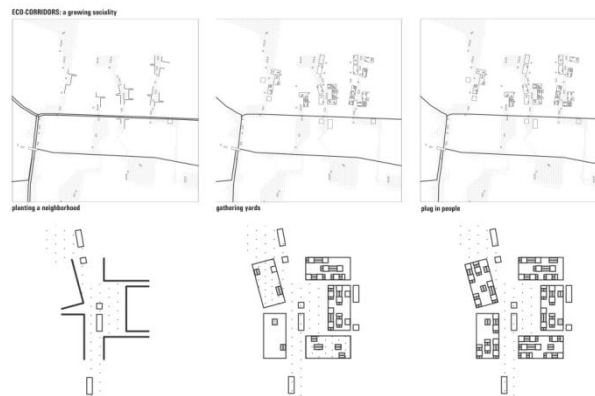 ECO-CORRIDORS: a growing sociality
planting a neighborhood
gathering yards
plug in people